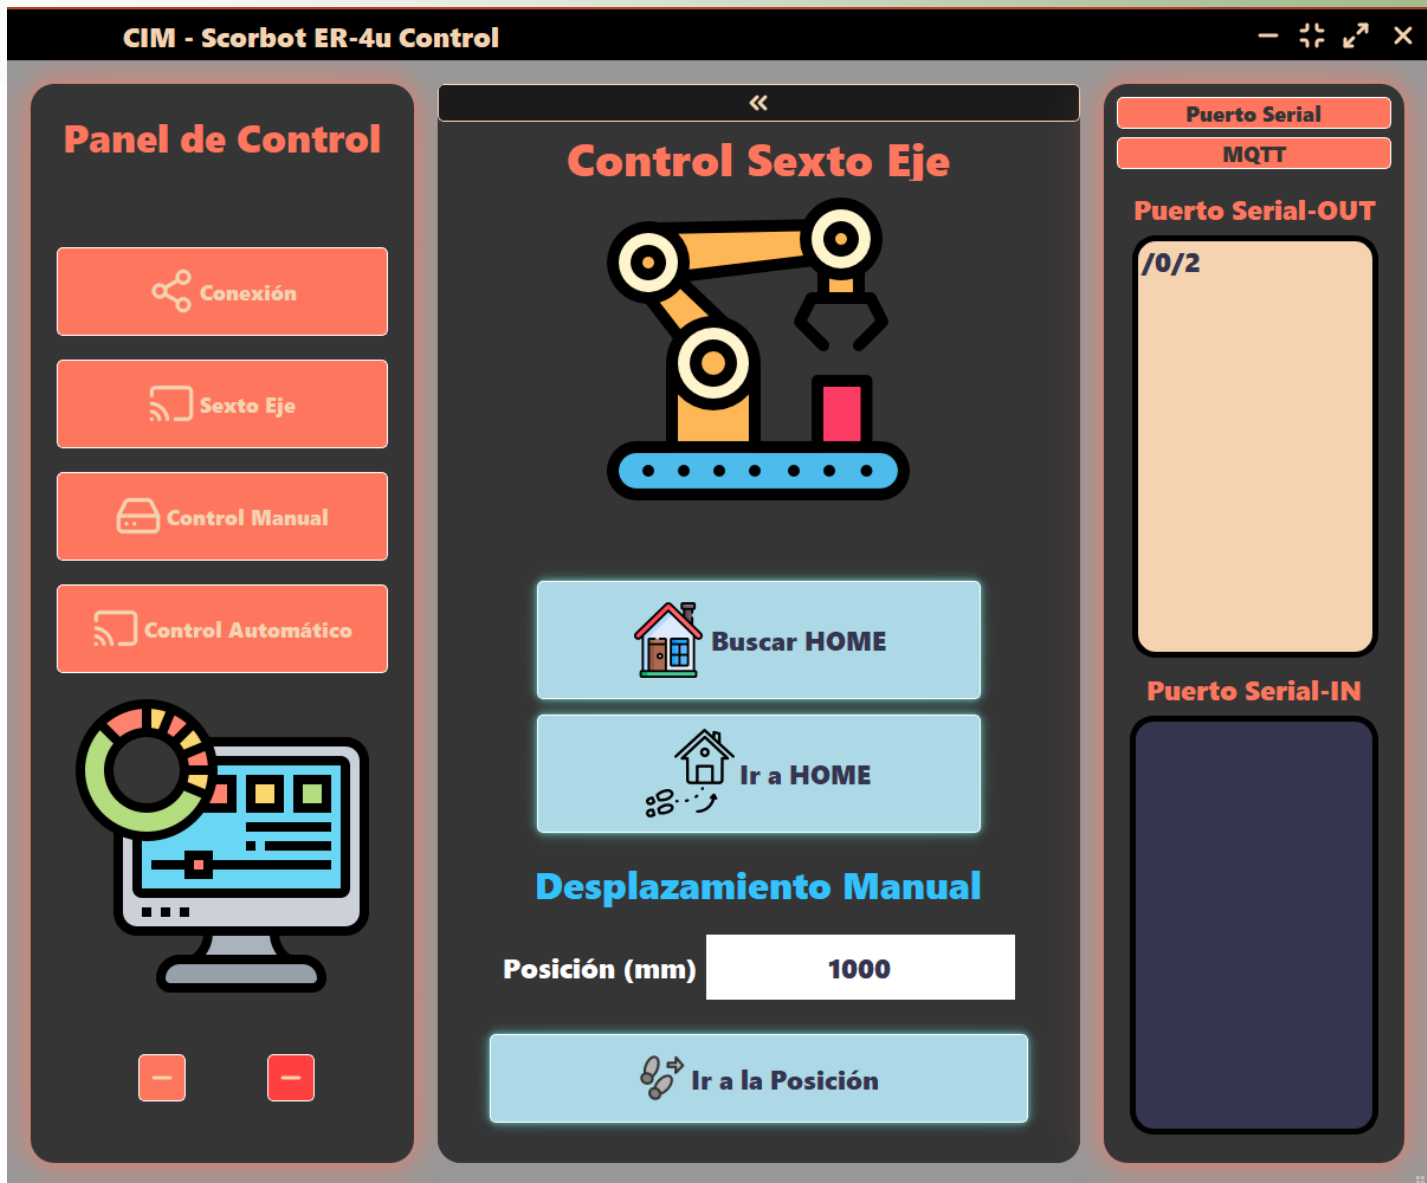 CIM - Scorbot ER-4u Control
Panel de Control
Conexión
Sexto Eje
Control Manual
Control Automático
«
Control Sexto Eje
Buscar HOME
Ir a HOME
Desplazamiento Manual
Posición (mm) 1000
Ir a la Posición
Puerto Serial
MQTT
Puerto Serial-OUT
/0/2
Puerto Serial-IN